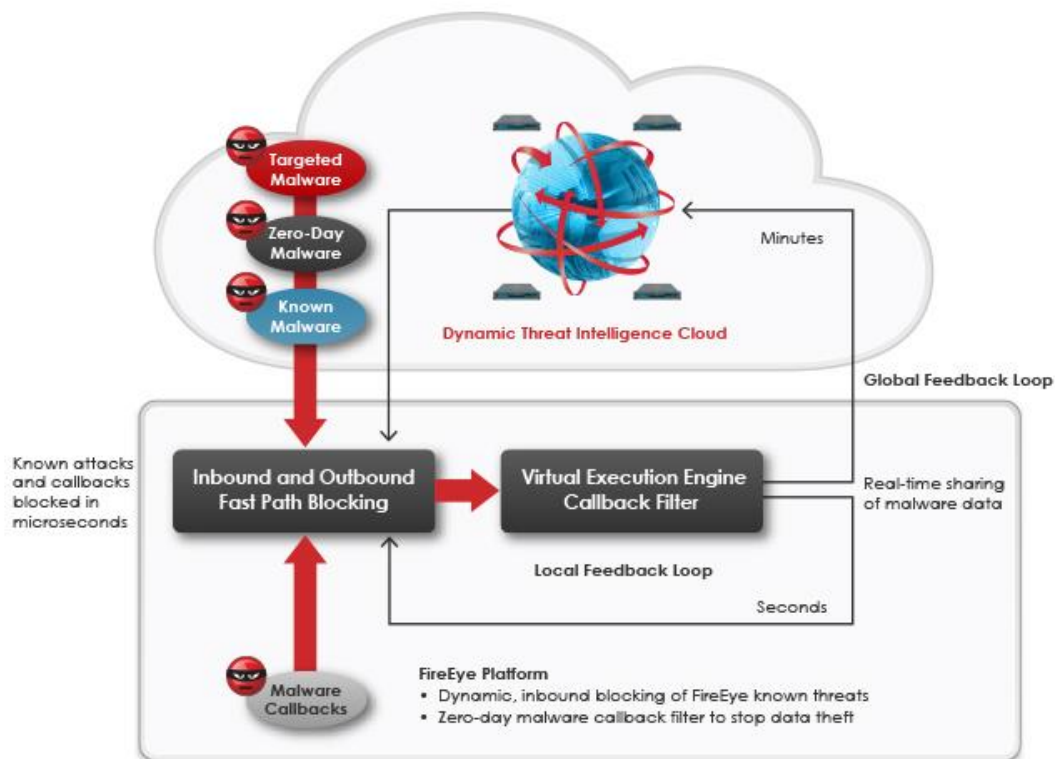 Targeted
Malware
Zero-Day
Malware
Known
Malware
Minutes
Dynamic Threat Intelligence Cloud
Global Feedback Loop
Known attacks
and callbacks
blocked in
microseconds
Inbound and Outbound
Fast Path Blocking
Virtual Execution Engine
Callback Filter
Real-time sharing
of malware data
Local Feedback Loop
Seconds
Malware
Callbacks
FireEye Platform
• Dynamic, inbound blocking of FireEye known threats
• Zero-day malware callback filter to stop data theft